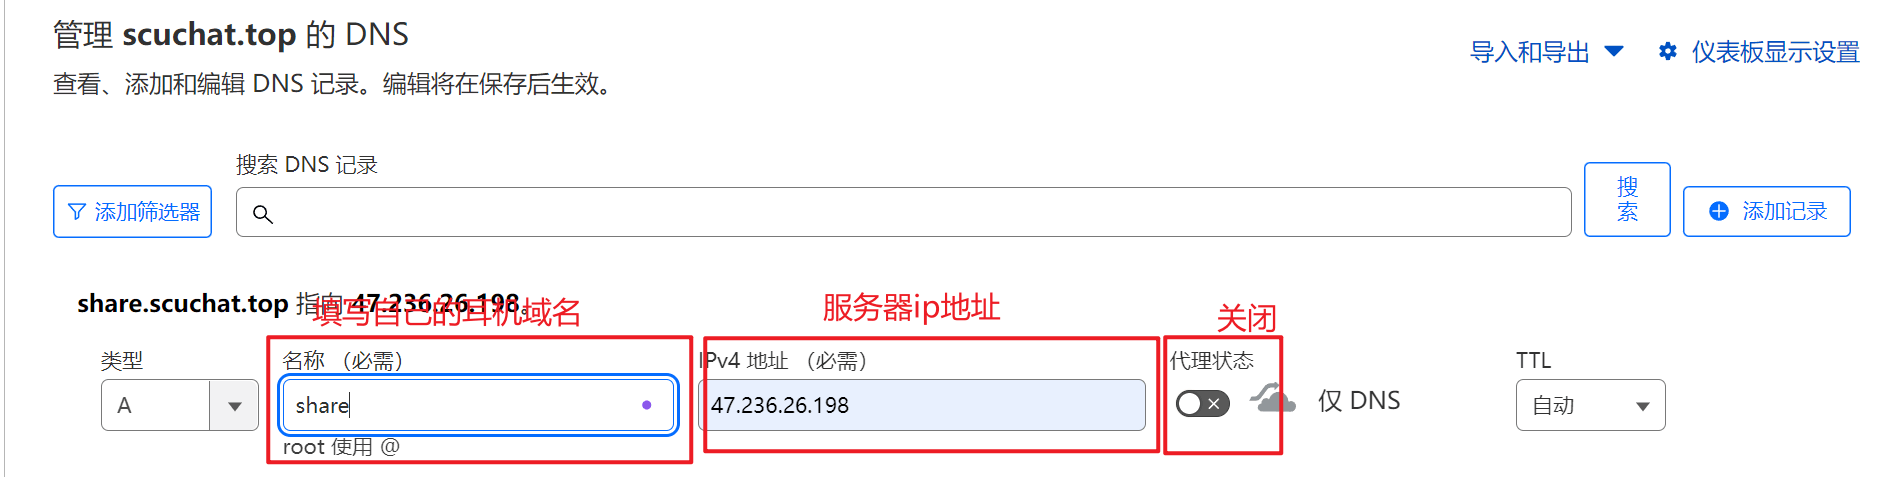 管理 scuchat.top 的 DNS
导入和导出
仪表板显示设置
查看、添加和编辑 DNS 记录。编辑将在保存后生效。
搜索 DNS 记录
添加筛选器
搜索
添加记录
share.scuchat.top 指向 47.236.26.198。
填写自己的耳机域名
服务器ip地址
关闭
类型
名称 （必需）
IPv4 地址 （必需）
代理状态
TTL
A
share
47.236.26.198
仅 DNS
自动
root 使用 @